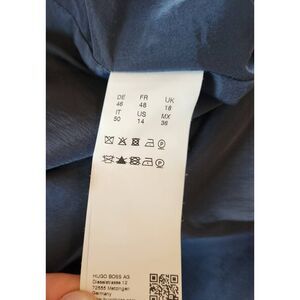 DE FR UK
46 48 18
IT US MX
50 14 38
HUGO BOSS AG
Dieselstrasse 12
72555 Metzingen
Germany